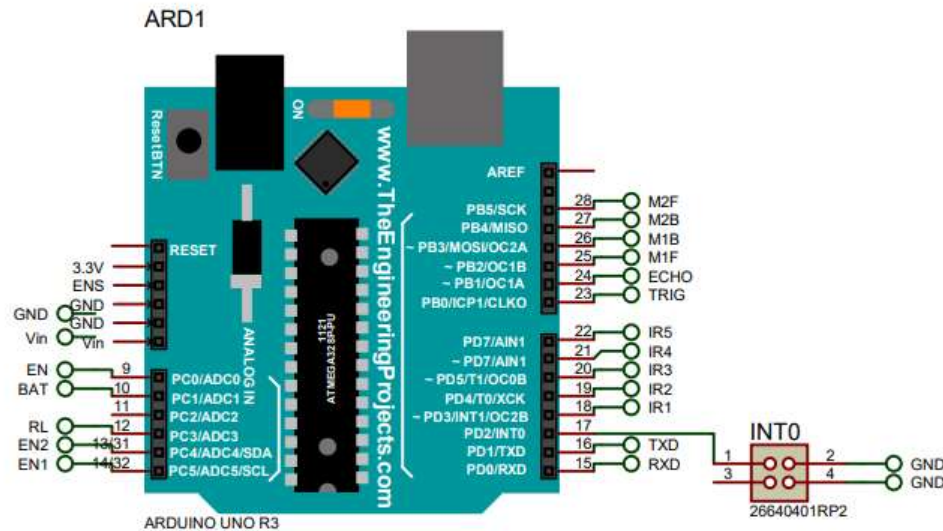 ARD1
ResetBTN
ON
www.TheEngineeringProjects.com
ANALOG IN
1121
ATMEGA328P-PU
RESET
3.3V
ENS
GND
GND
GND
Vin
Vin
EN 9 PC0/ADC0
BAT 10 PC1/ADC1
11 PC2/ADC2
RL 12 PC3/ADC3
EN2 13/31 PC4/ADC4/SDA
EN1 14/32 PC5/ADC5/SCL
AREF
PB5/SCK 28 M2F
PB4/MISO 27 M2B
~ PB3/MOSI/OC2A 26 M1B
~ PB2/OC1B 25 M1F
~ PB1/OC1A 24 ECHO
PB0/ICP1/CLKO 23 TRIG
PD7/AIN1 22 IR5
~ PD7/AIN1 21 IR4
~ PD5/T1/OC0B 20 IR3
PD4/T0/XCK 19 IR2
~ PD3/INT1/OC2B 18 IR1
PD2/INT0 17
PD1/TXD 16 TXD
PD0/RXD 15 RXD
INT0
1 2 GND
3 4 GND
26640401RP2
ARDUINO UNO R3